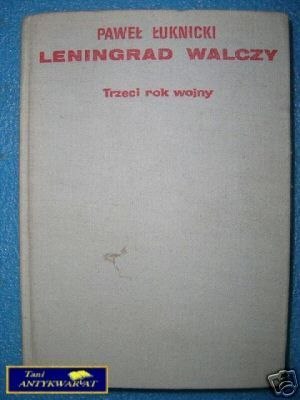 PAWEŁ ŁUKNICKI
LENINGRAD WALCZY
Trzeci rok wojny
Tani
ANTYKWARIAT